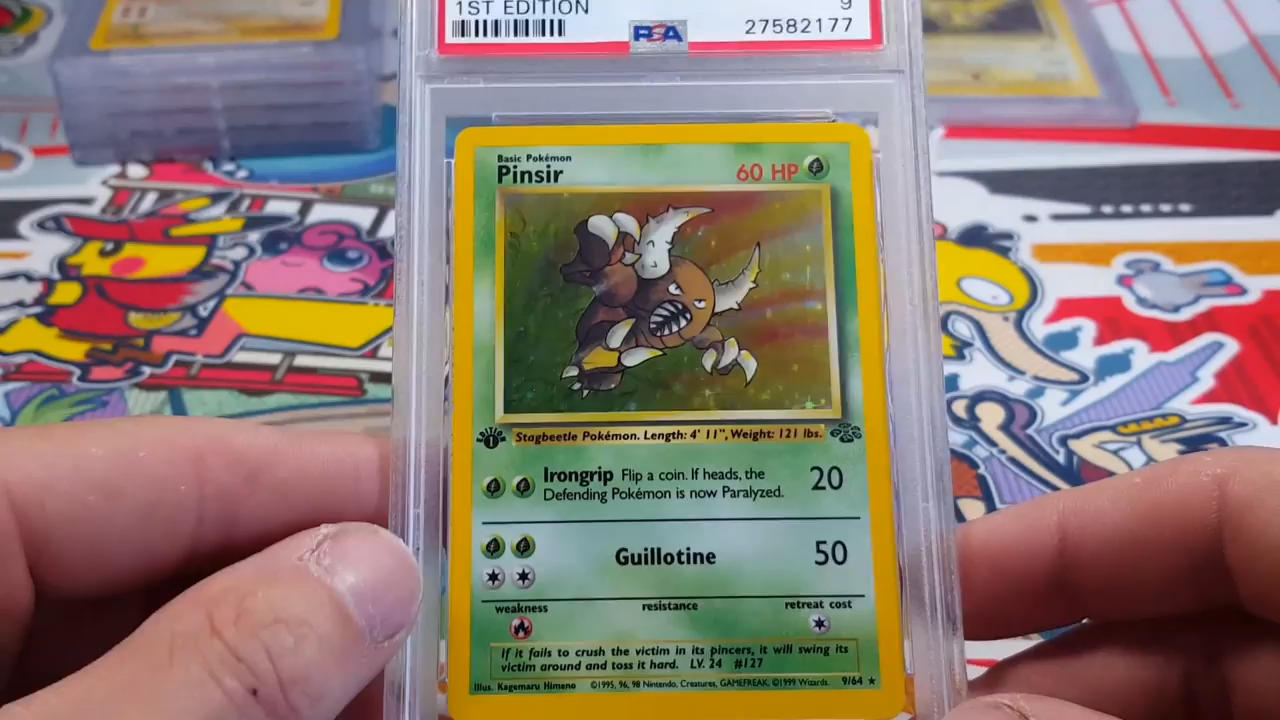 1ST EDITION 9
PSA 27582177
Basic Pokémon
Pinsir 60 HP
EDITION 1
Stagbeetle Pokémon. Length: 4' 11", Weight: 121 lbs.
Irongrip Flip a coin. If heads, the
Defending Pokémon is now Paralyzed. 20
Guillotine 50
weakness resistance retreat cost
If it fails to crush the victim in its pincers, it will swing its
victim around and toss it hard. LV. 24 #127
Illus. Kagemaru Himeno ©1995, 96, 98 Nintendo, Creatures, GAMEFREAK. ©1999 Wizards. 9/64 ★